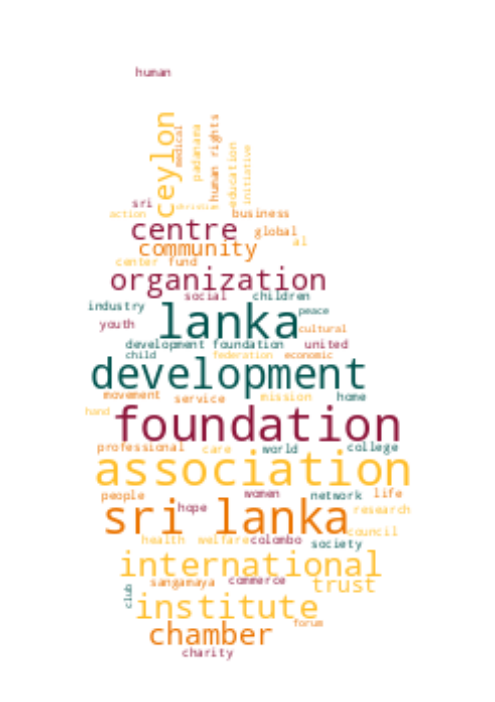 human
ceylon
medical
padanama
human rights
education
initiative
sri
christian
action
business
centre
global
community
al
center fund
organization
social children
industry
lanka
peace
youth
cultural
development foundation united
child federation economic
development
movement service mission home
hand
foundation
professional care world college
association
people women network life
sri lanka
hope
research
council
health welfare colombo society
international
sangamaya commerce
trust
club
institute
forum
chamber
charity